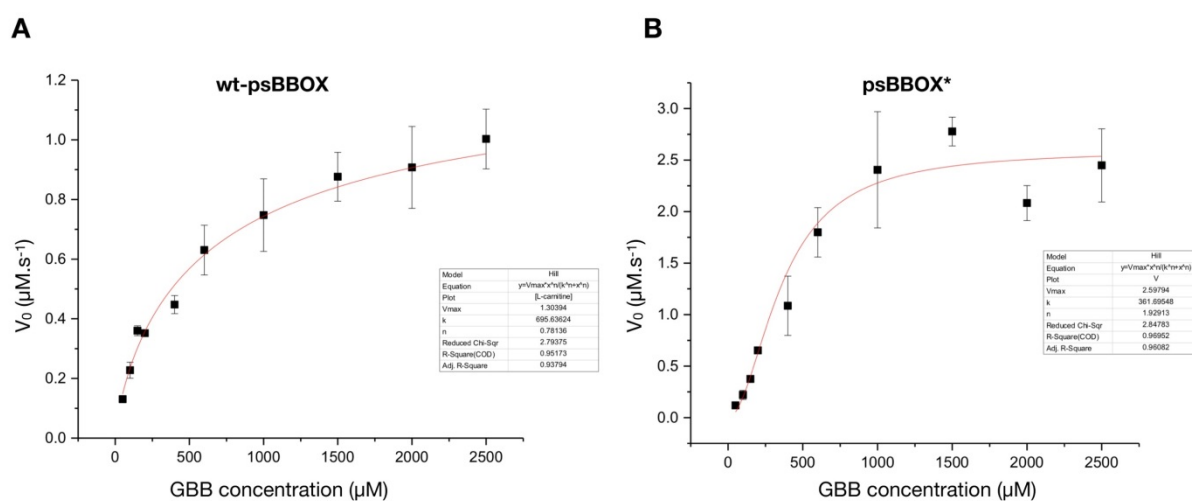 A
wt-psBBOX
1.2
1.0
0.8
0.6
0.4
0.2
0.0
V₀ (µM.s⁻¹)
0 500 1000 1500 2000 2500
GBB concentration (µM)
Model Hill
Equation y=Vmax*x^n/(k^n+x^n)
Plot [L-carnitine]
Vmax 1.30394
k 695.63624
n 0.78136
Reduced Chi-Sqr 2.79375
R-Square(COD) 0.95173
Adj. R-Square 0.93794
B
psBBOX*
3.0
2.5
2.0
1.5
1.0
0.5
0.0
V₀ (µM.s⁻¹)
0 500 1000 1500 2000 2500
GBB concentration (µM)
Model Hill
Equation y=Vmax*x^n/(k^n+x^n)
Plot V
Vmax 2.59794
k 361.69548
n 1.92913
Reduced Chi-Sqr 2.84783
R-Square(COD) 0.96952
Adj. R-Square 0.96082